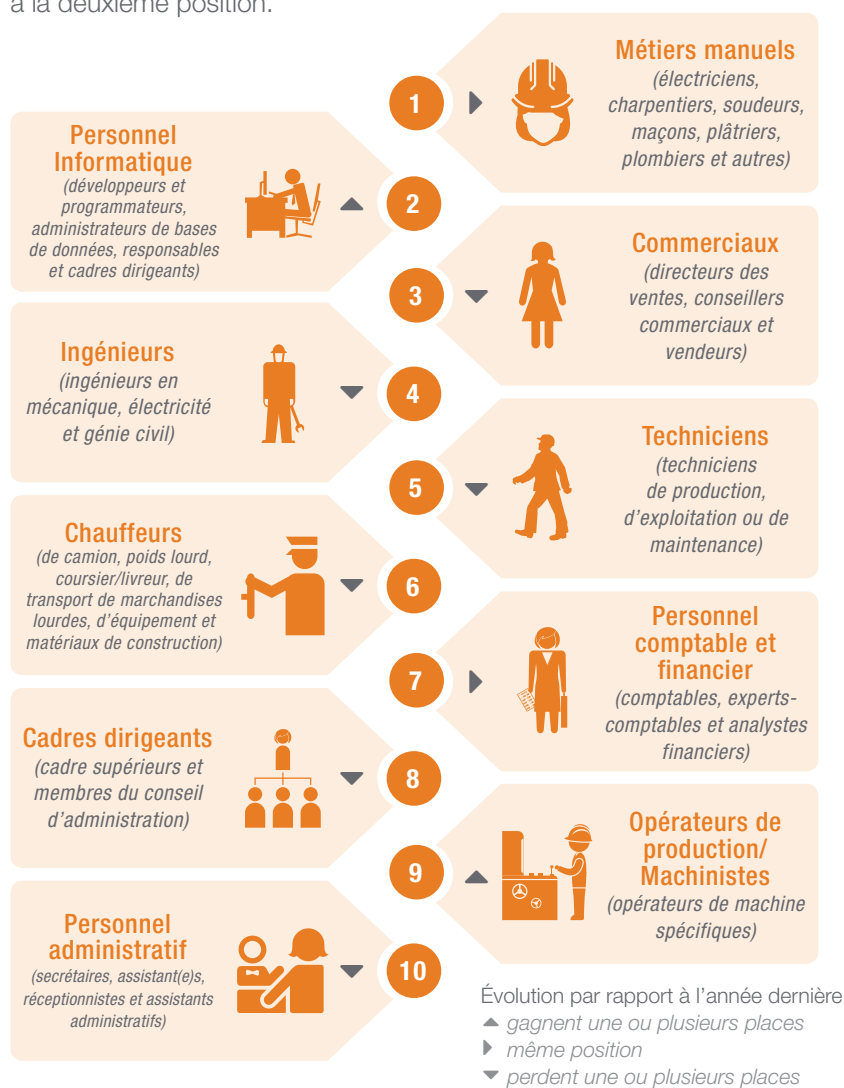 à la deuxième position.
1
Métiers manuels
(électriciens,
charpentiers, soudeurs,
maçons, plâtriers,
plombiers et autres)
Personnel
Informatique
(développeurs et
programmateurs,
administrateurs de bases
de données, responsables
et cadres dirigeants)
2
3
Commerciaux
(directeurs des
ventes, conseillers
commerciaux et
vendeurs)
Ingénieurs
(ingénieurs en
mécanique, électricité
et génie civil)
4
5
Techniciens
(techniciens
de production,
d’exploitation ou de
maintenance)
Chauffeurs
(de camion, poids lourd,
coursier/livreur, de
transport de marchandises
lourdes, d’équipement et
matériaux de construction)
6
7
Personnel
comptable et
financier
(comptables, experts-
comptables et analystes
financiers)
Cadres dirigeants
(cadre supérieurs et
membres du conseil
d’administration)
8
9
Opérateurs de
production/
Machinistes
(opérateurs de machine
spécifiques)
Personnel
administratif
(secrétaires, assistant(e)s,
réceptionnistes et assistants
administratifs)
10
Évolution par rapport à l’année dernière
gagnent une ou plusieurs places
même position
perdent une ou plusieurs places